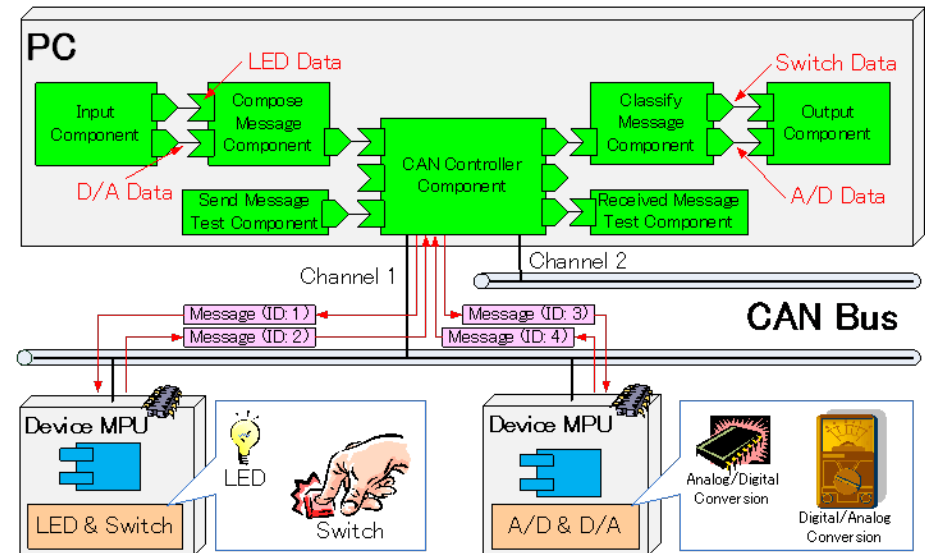 PC
LED Data
Switch Data
Input
Component
Compose
Message
Component
CAN Controller
Component
Classify
Message
Component
Output
Component
D/A Data
A/D Data
Send Message
Test Component
Received Message
Test Component
Channel 1
Channel 2
CAN Bus
Message (ID: 1)
Message (ID: 2)
Message (ID: 3)
Message (ID: 4)
Device MPU
LED & Switch
LED
Switch
Device MPU
A/D & D/A
Analog/Digital
Conversion
Digital/Analog
Conversion